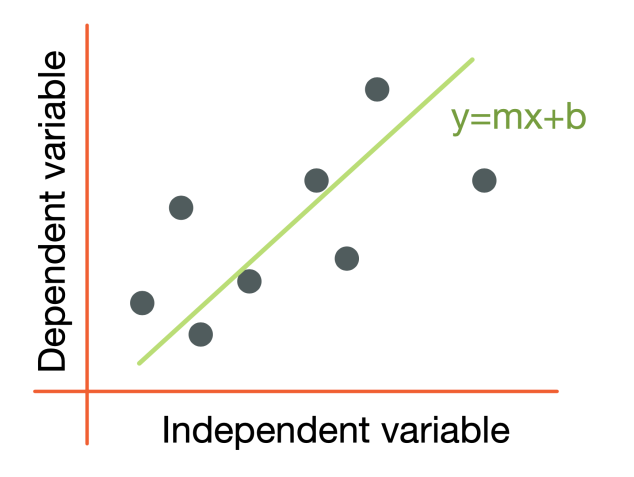 Dependent variable
y=mx+b
Independent variable